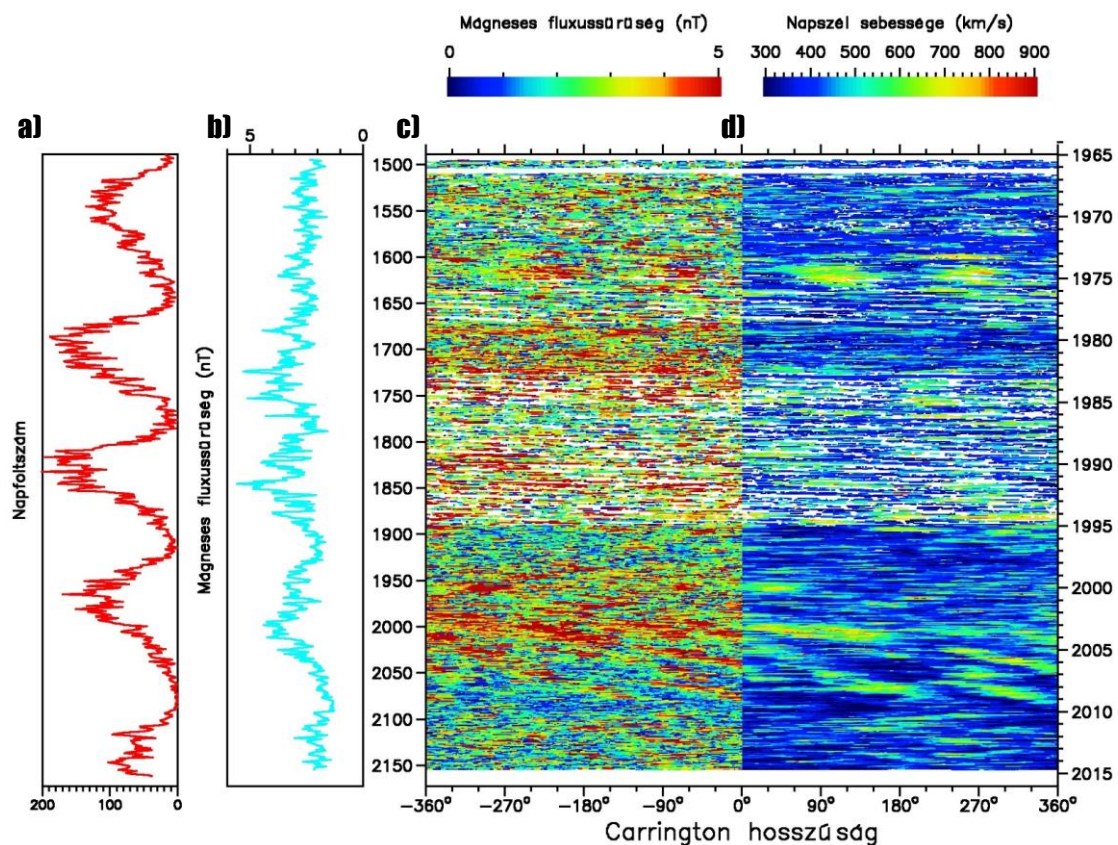 Mágneses fluxussűrűség (nT)
Napszél sebessége (km/s)
0 5
300 400 500 600 700 800 900
a)
b)
c)
d)
5 0
1500
1550
1600
1650
1700
1750
1800
1850
1900
1950
2000
2050
2100
2150
1965
1970
1975
1980
1985
1990
1995
2000
2005
2010
2015
Napfoltszám
Mágneses fluxussűrűség (nT)
200 100 0
−360° −270° −180° −90° 0° 90° 180° 270° 360°
Carrington hosszúság